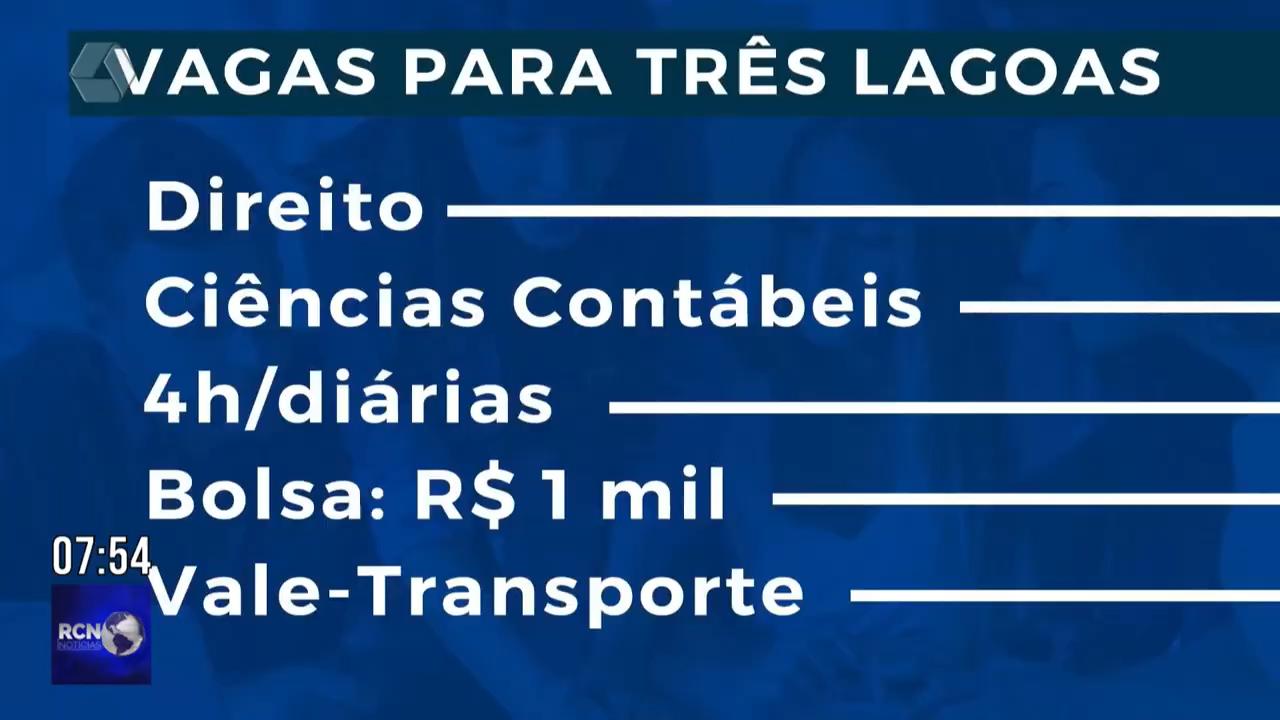 VAGAS PARA TRÊS LAGOAS
Direito
Ciências Contábeis
4h/diárias
Bolsa: R$ 1 mil
07:54
Vale-Transporte
RCN
NOTÍCIAS